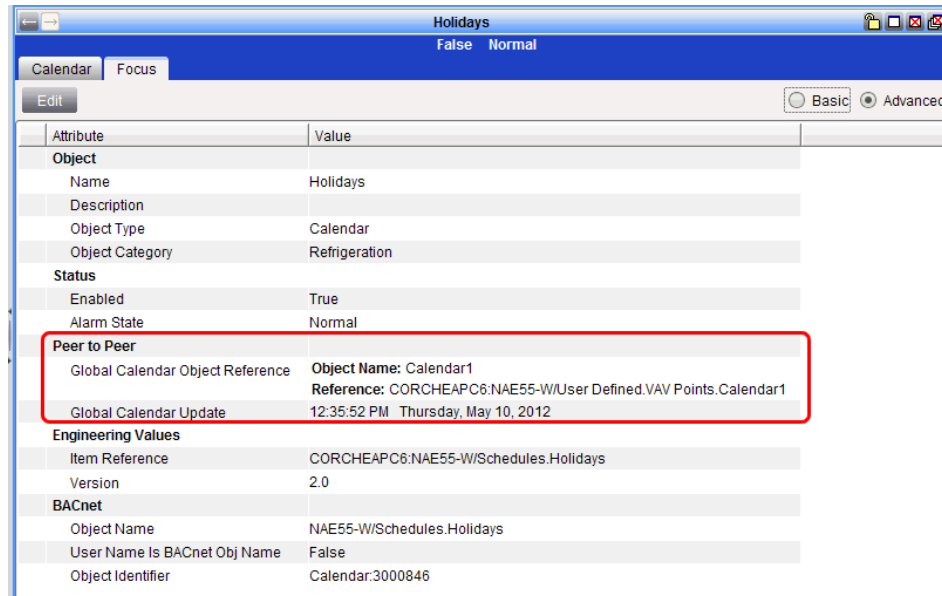 Holidays
False Normal
Calendar Focus
Edit Basic Advanced
Attribute Value
Object
Name Holidays
Description
Object Type Calendar
Object Category Refrigeration
Status
Enabled True
Alarm State Normal
Peer to Peer
Global Calendar Object Reference Object Name: Calendar1
Reference: CORCHEAPC6:NAE55-W/User Defined.VAV Points.Calendar1
Global Calendar Update 12:35:52 PM Thursday, May 10, 2012
Engineering Values
Item Reference CORCHEAPC6:NAE55-W/Schedules.Holidays
Version 2.0
BACnet
Object Name NAE55-W/Schedules.Holidays
User Name Is BACnet Obj Name False
Object Identifier Calendar:3000846